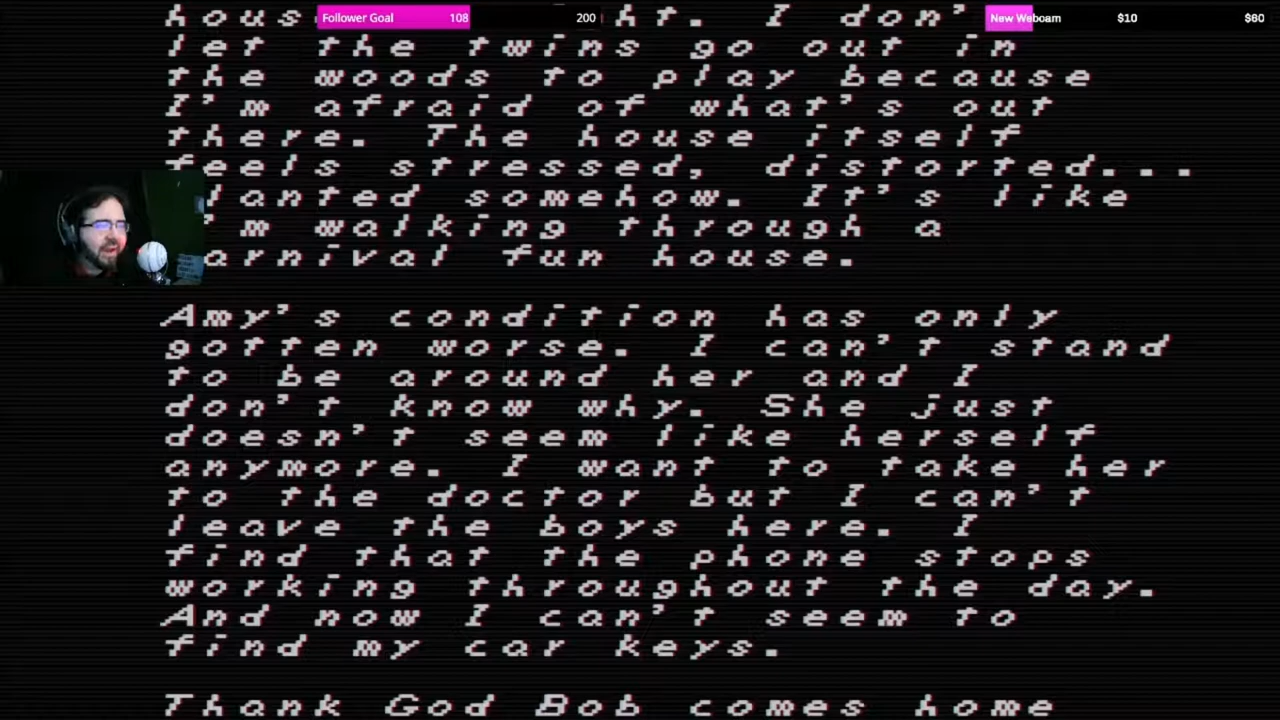 hous ht. I don'
Follower Goal 108 200
New Webcam $10 $60
let the twins go out in
the woods to play because
I'm afraid of what's out
there. The house itself
feels stressed, distorted...
lanted somehow. It's like
'm walking through a
arnival fun house.
Amy's condition has only
gotten worse. I can't stand
to be around her and I
don't know why. She just
doesn't seem like herself
anymore. I want to take her
to the doctor but I can't
leave the boys here. I
find that the phone stops
working throughout the day.
And now I can't seem to
find my car keys.
Thank God Bob comes home